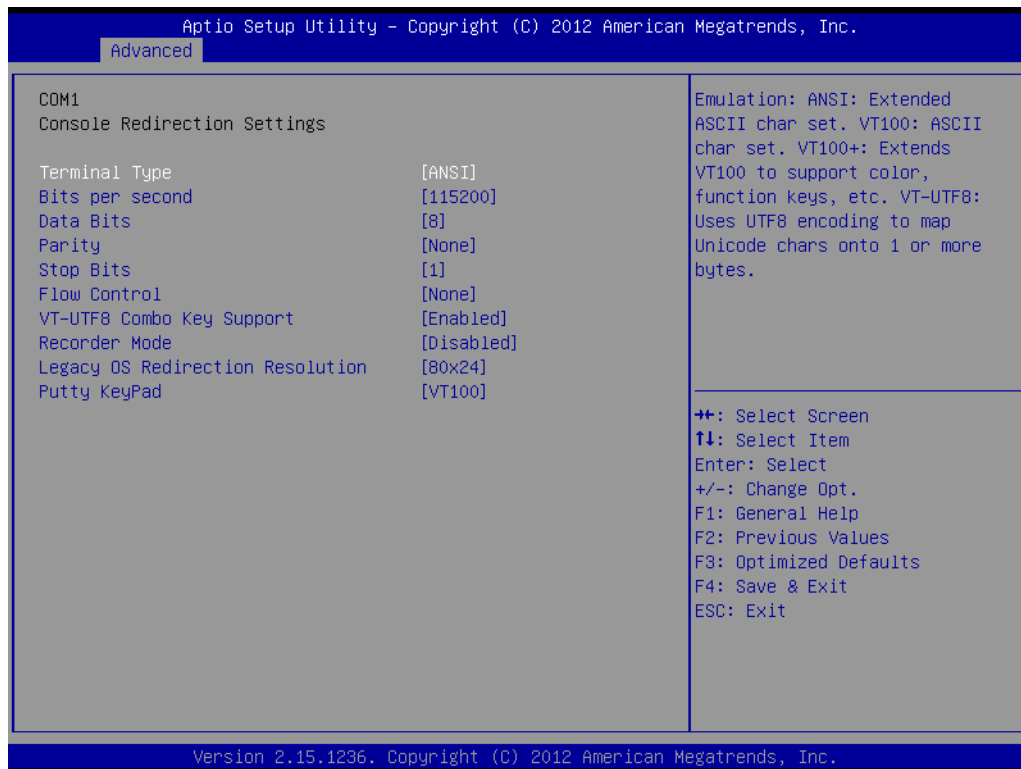 Aptio Setup Utility – Copyright (C) 2012 American Megatrends, Inc.
Advanced
COM1
Console Redirection Settings
Terminal Type [ANSI]
Bits per second [115200]
Data Bits [8]
Parity [None]
Stop Bits [1]
Flow Control [None]
VT-UTF8 Combo Key Support [Enabled]
Recorder Mode [Disabled]
Legacy OS Redirection Resolution [80x24]
Putty KeyPad [VT100]
Emulation: ANSI: Extended
ASCII char set. VT100: ASCII
char set. VT100+: Extends
VT100 to support color,
function keys, etc. VT-UTF8:
Uses UTF8 encoding to map
Unicode chars onto 1 or more
bytes.
→←: Select Screen
↑↓: Select Item
Enter: Select
+/-: Change Opt.
F1: General Help
F2: Previous Values
F3: Optimized Defaults
F4: Save & Exit
ESC: Exit
Version 2.15.1236. Copyright (C) 2012 American Megatrends, Inc.